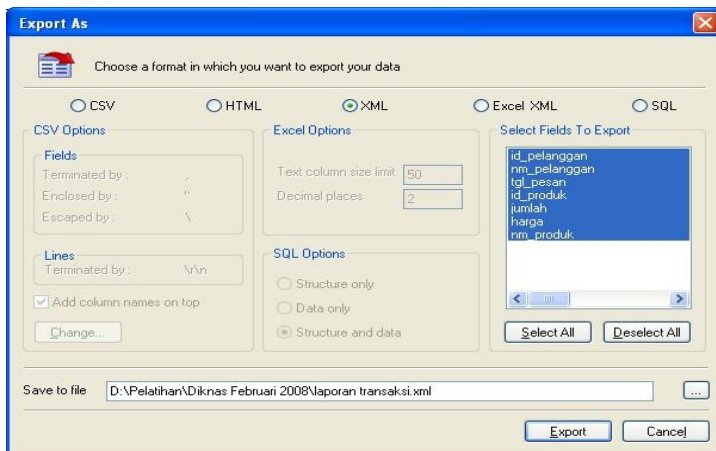 Export As
Choose a format in which you want to export your data
CSV
HTML
XML
Excel XML
SQL
CSV Options
Fields
Terminated by :
,
Enclosed by :
"
Escaped by :
\
Lines
Terminated by :
\r\n
Add column names on top
Change...
Excel Options
Text column size limit
50
Decimal places
2
SQL Options
Structure only
Data only
Structure and data
Select Fields To Export
id_pelanggan
nm_pelanggan
tgl_pesan
id_produk
jumlah
harga
nm_produk
Select All
Deselect All
Save to file
D:\Pelatihan\Diknas Februari 2008\laporan transaksi.xml
...
Export
Cancel